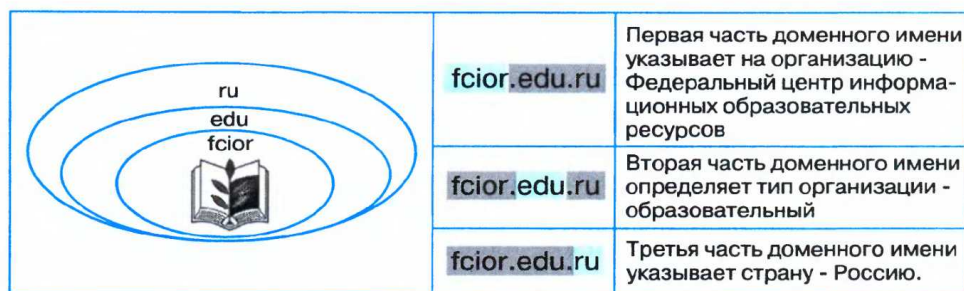 ru
edu
fcior
fcior.edu.ru
Первая часть доменного имени
указывает на организацию -
Федеральный центр информа-
ционных образовательных
ресурсов
fcior.edu.ru
Вторая часть доменного имени
определяет тип организации -
образовательный
fcior.edu.ru
Третья часть доменного имени
указывает страну - Россию.